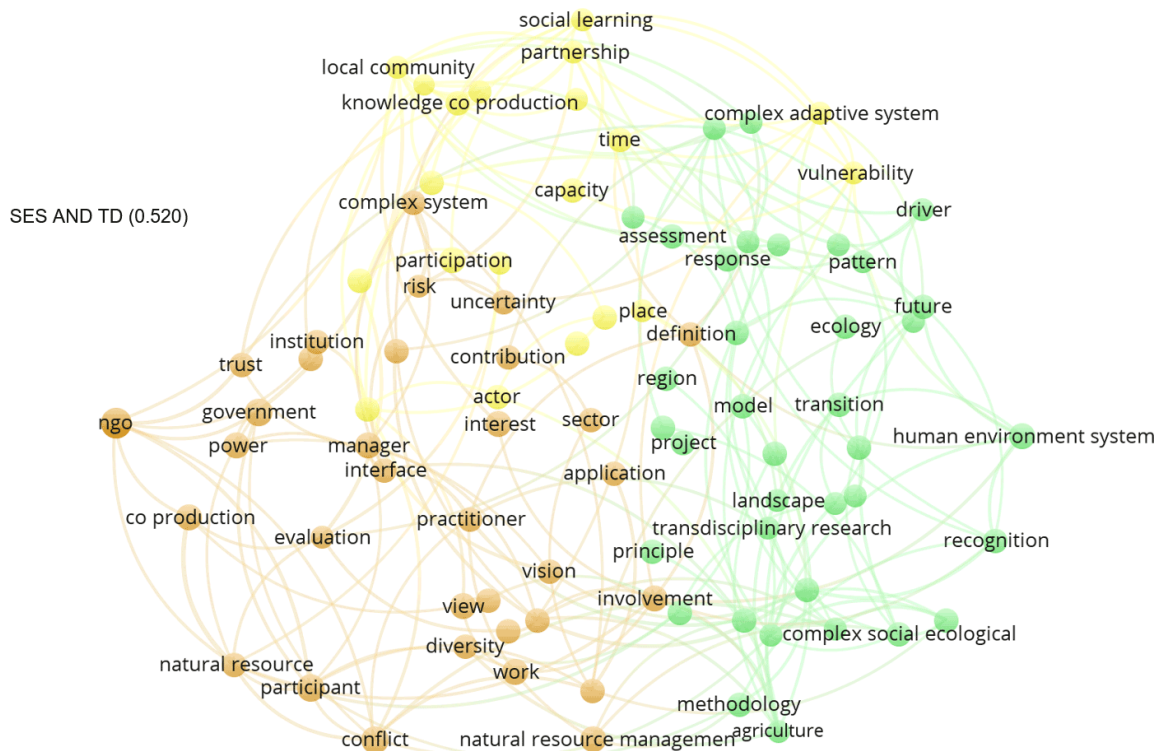 social learning
partnership
local community
knowledge co production
complex adaptive system
time
vulnerability
capacity
complex system
driver
SES AND TD (0.520)
assessment
response
participation
pattern
risk
uncertainty
future
place
ecology
definition
institution
contribution
trust
region
actor
model
transition
government
interest
sector
ngo
power
manager
project
human environment system
interface
application
landscape
co production
practitioner
transdisciplinary research
evaluation
principle
recognition
vision
view
involvement
complex social ecological
diversity
natural resource
work
participant
methodology
agriculture
conflict
natural resource managemen